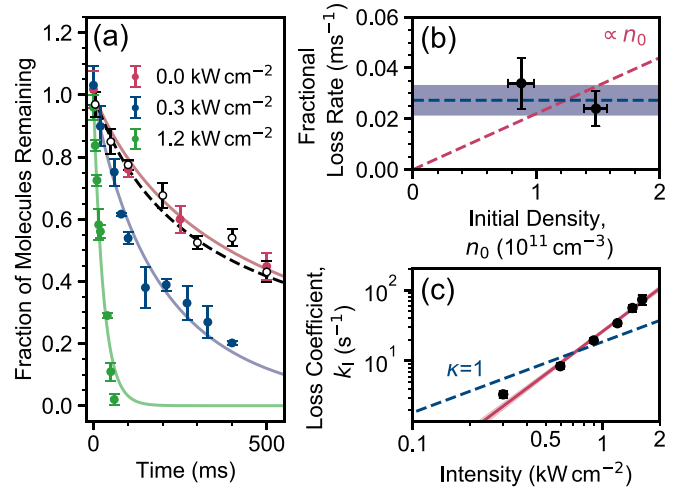 (a)
0.0 kW cm⁻²
0.3 kW cm⁻²
1.2 kW cm⁻²
1.2
1.0
0.8
0.6
0.4
0.2
0.0
Fraction of Molecules Remaining
0
500
Time (ms)
(b)
∝ n₀
0.08
0.06
0.04
0.02
0.00
Fractional
Loss Rate (ms⁻¹)
0
1
2
Initial Density,
n₀ (10¹¹ cm⁻³)
(c)
κ=1
10²
10¹
Loss Coefficient,
k_I (s⁻¹)
0.1
0.5
1
2
Intensity (kW cm⁻²)